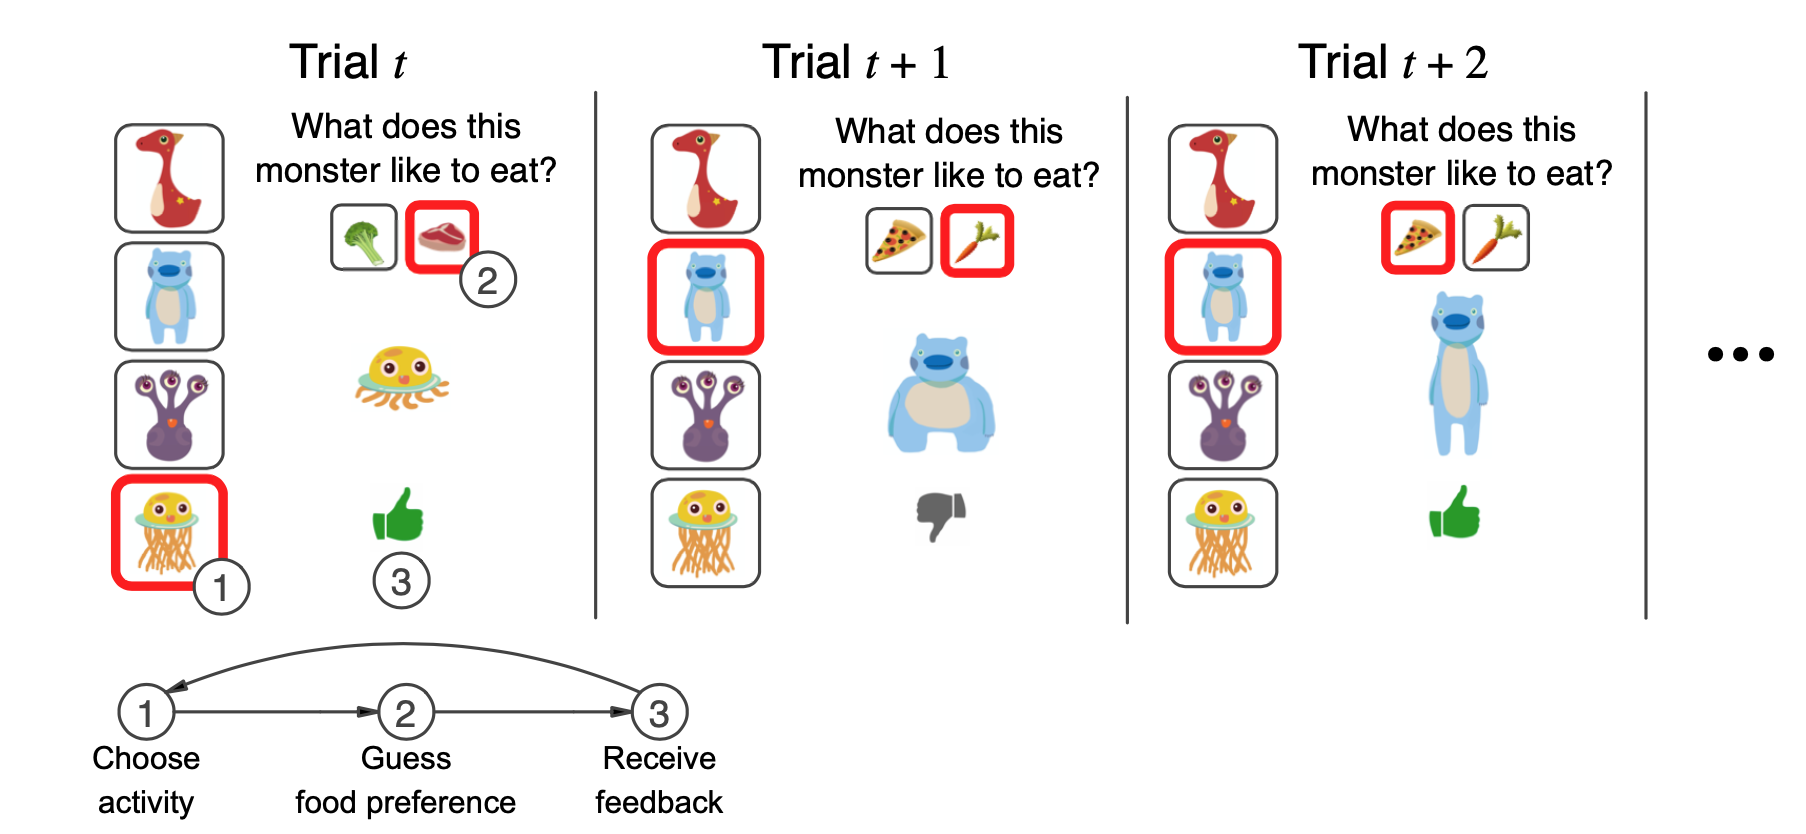 Trial t
What does this
monster like to eat?
2
1
3
Trial t + 1
What does this
monster like to eat?
Trial t + 2
What does this
monster like to eat?
...
1
2
3
Choose
activity
Guess
food preference
Receive
feedback